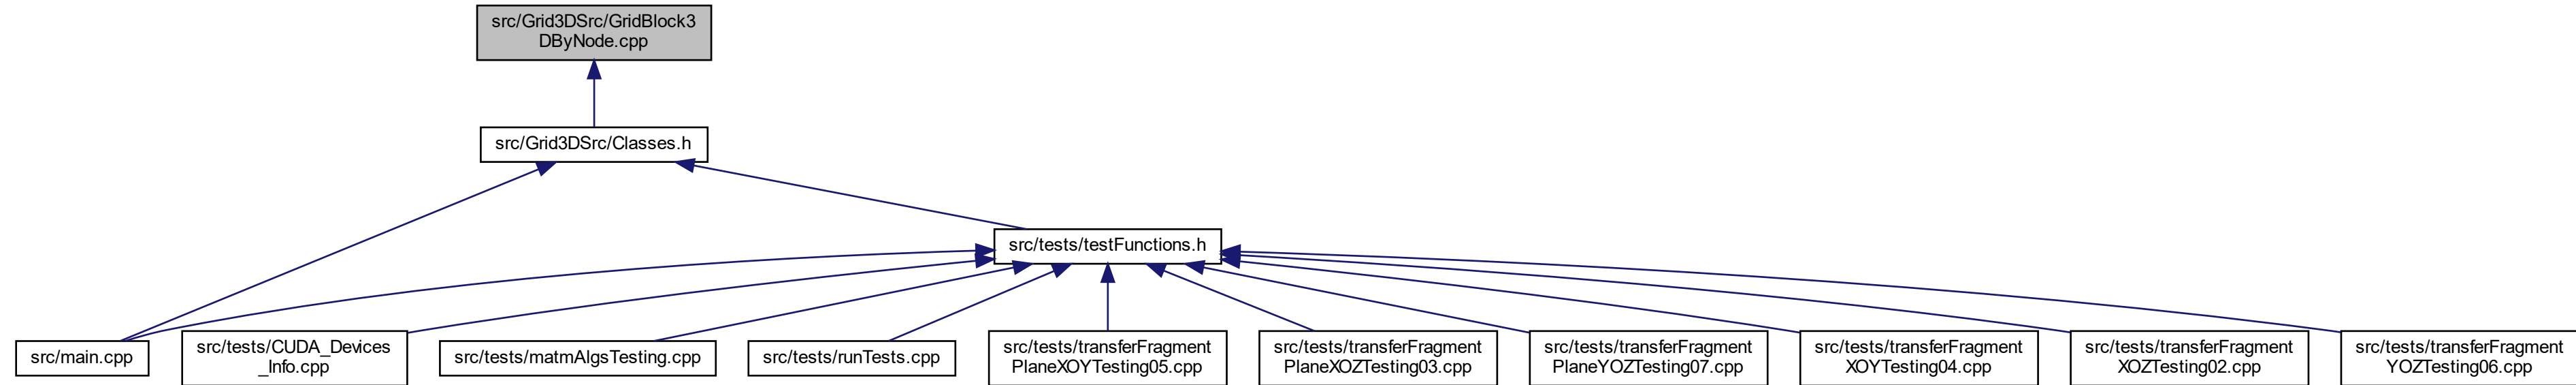 src/Grid3DSrc/GridBlock3
DByNode.cpp
src/Grid3DSrc/Classes.h
src/tests/testFunctions.h
src/main.cpp
src/tests/CUDA_Devices
_Info.cpp
src/tests/matmAlgsTesting.cpp
src/tests/runTests.cpp
src/tests/transferFragment
PlaneXOYTesting05.cpp
src/tests/transferFragment
PlaneXOZTesting03.cpp
src/tests/transferFragment
PlaneYOZTesting07.cpp
src/tests/transferFragment
XOYTesting04.cpp
src/tests/transferFragment
XOZTesting02.cpp
src/tests/transferFragment
YOZTesting06.cpp